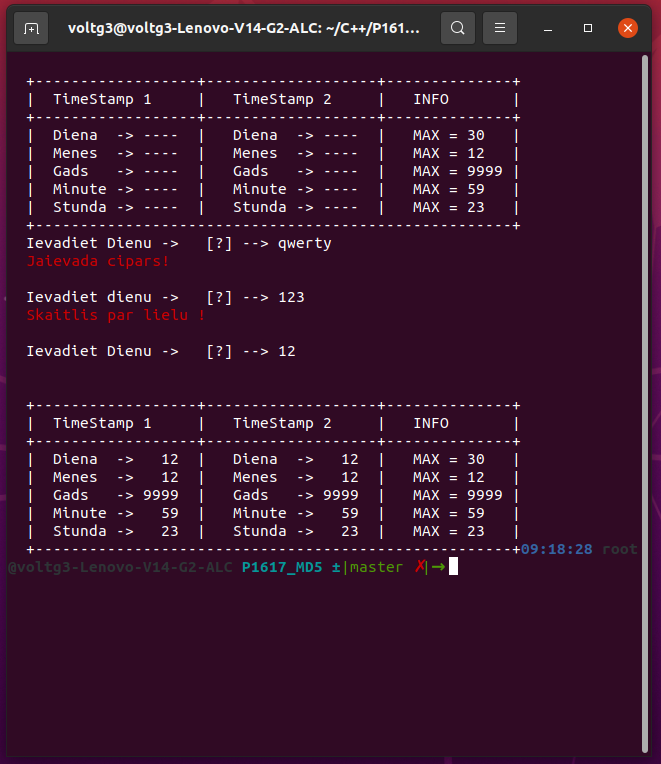 voltg3@voltg3-Lenovo-V14-G2-ALC: ~/C++/P161…
+------------------+-------------------+--------------+
|  TimeStamp 1     |   TimeStamp 2     |   INFO       |
+------------------+-------------------+--------------+
|  Diena  -> ----  |   Diena  -> ----  |   MAX = 30   |
|  Menes  -> ----  |   Menes  -> ----  |   MAX = 12   |
|  Gads   -> ----  |   Gads   -> ----  |   MAX = 9999 |
|  Minute -> ----  |   Minute -> ----  |   MAX = 59   |
|  Stunda -> ----  |   Stunda -> ----  |   MAX = 23   |
+-----------------------------------------------------+
Ievadiet Dienu ->   [?] --> qwerty
Jaievada cipars!
Ievadiet dienu ->   [?] --> 123
Skaitlis par lielu !
Ievadiet Dienu ->   [?] --> 12
+------------------+-------------------+--------------+
|  TimeStamp 1     |   TimeStamp 2     |   INFO       |
+------------------+-------------------+--------------+
|  Diena  ->   12  |   Diena  ->   12  |   MAX = 30   |
|  Menes  ->   12  |   Menes  ->   12  |   MAX = 12   |
|  Gads   -> 9999  |   Gads   -> 9999  |   MAX = 9999 |
|  Minute ->   59  |   Minute ->   59  |   MAX = 59   |
|  Stunda ->   23  |   Stunda ->   23  |   MAX = 23   |
+-----------------------------------------------------+09:18:28 root
@voltg3-Lenovo-V14-G2-ALC P1617_MD5 ±|master ✗|→